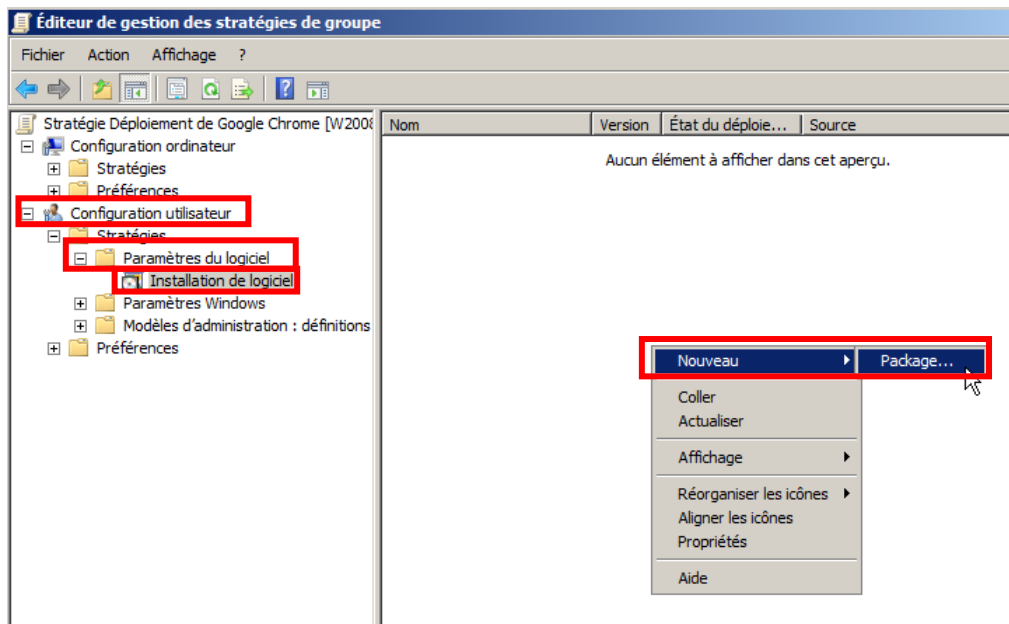 Éditeur de gestion des stratégies de groupe
Fichier Action Affichage ?
Stratégie Déploiement de Google Chrome [W2008
Configuration ordinateur
Stratégies
Préférences
Configuration utilisateur
Stratégies
Paramètres du logiciel
Installation de logiciel
Paramètres Windows
Modèles d'administration : définitions
Préférences
Nom Version État du déploie... Source
Aucun élément à afficher dans cet aperçu.
Nouveau Package...
Coller
Actualiser
Affichage
Réorganiser les icônes
Aligner les icônes
Propriétés
Aide